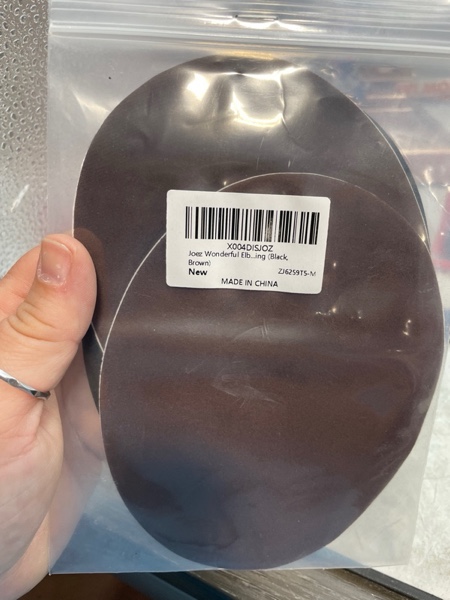 X004DISJOZ
Joez Wonderful Elb...ing (Black,
Brown)
New ZJ6259TS-M
MADE IN CHINA